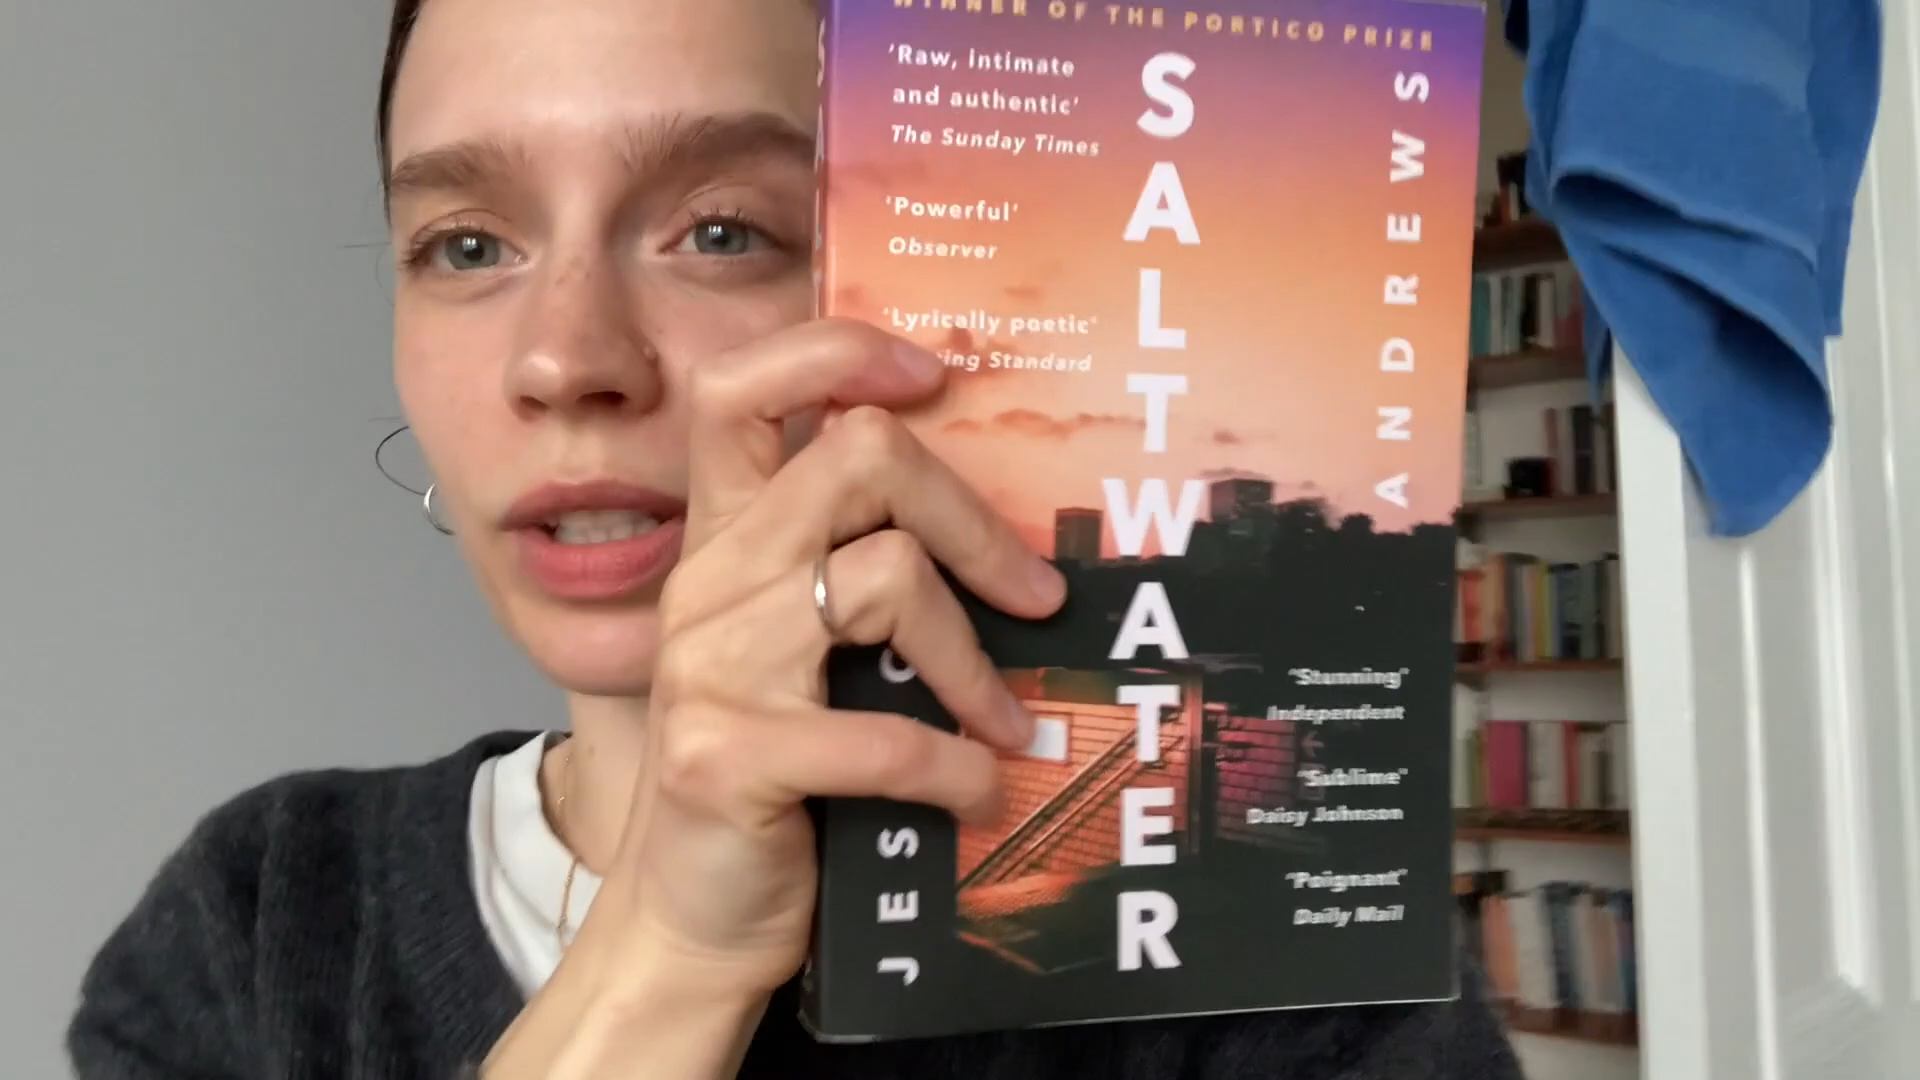 WINNER OF THE PORTICO PRIZE
'Raw, intimate
and authentic'
The Sunday Times
'Powerful'
Observer
'Lyrically poetic'
Standard
SALTWATER
ANDREWS
JES
"Stunning"
Independent
"Sublime"
Daisy Johnson
"Poignant"
Daily Mail